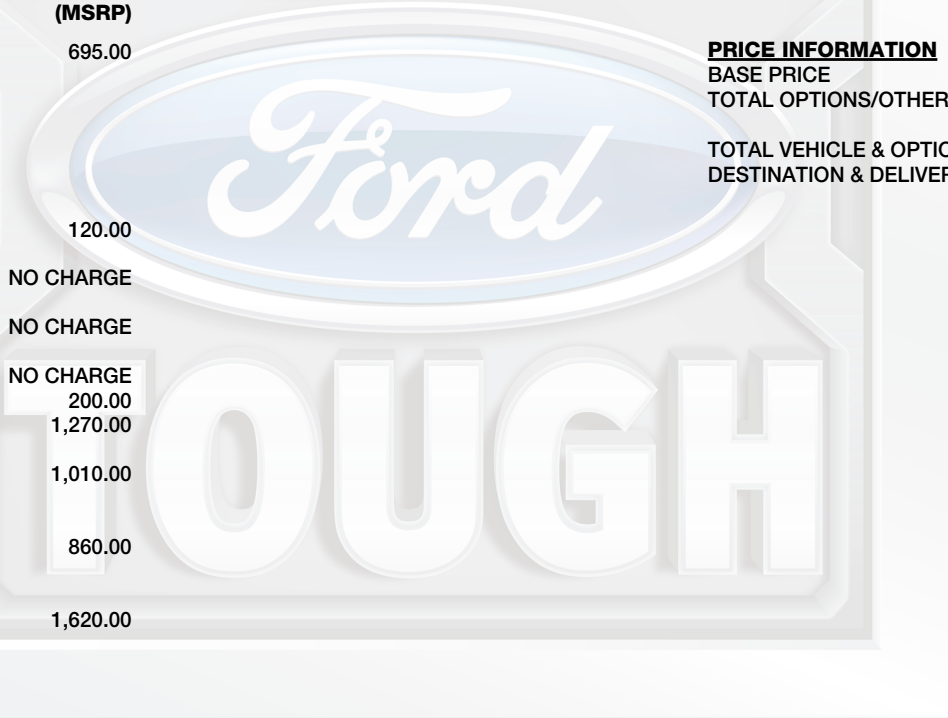 (MSRP)
695.00
120.00
NO CHARGE
NO CHARGE
NO CHARGE
200.00
1,270.00
1,010.00
860.00
1,620.00
PRICE INFORMATION
BASE PRICE
TOTAL OPTIONS/OTHER
TOTAL VEHICLE & OPTIO
DESTINATION & DELIVER
Ford
TOUGH